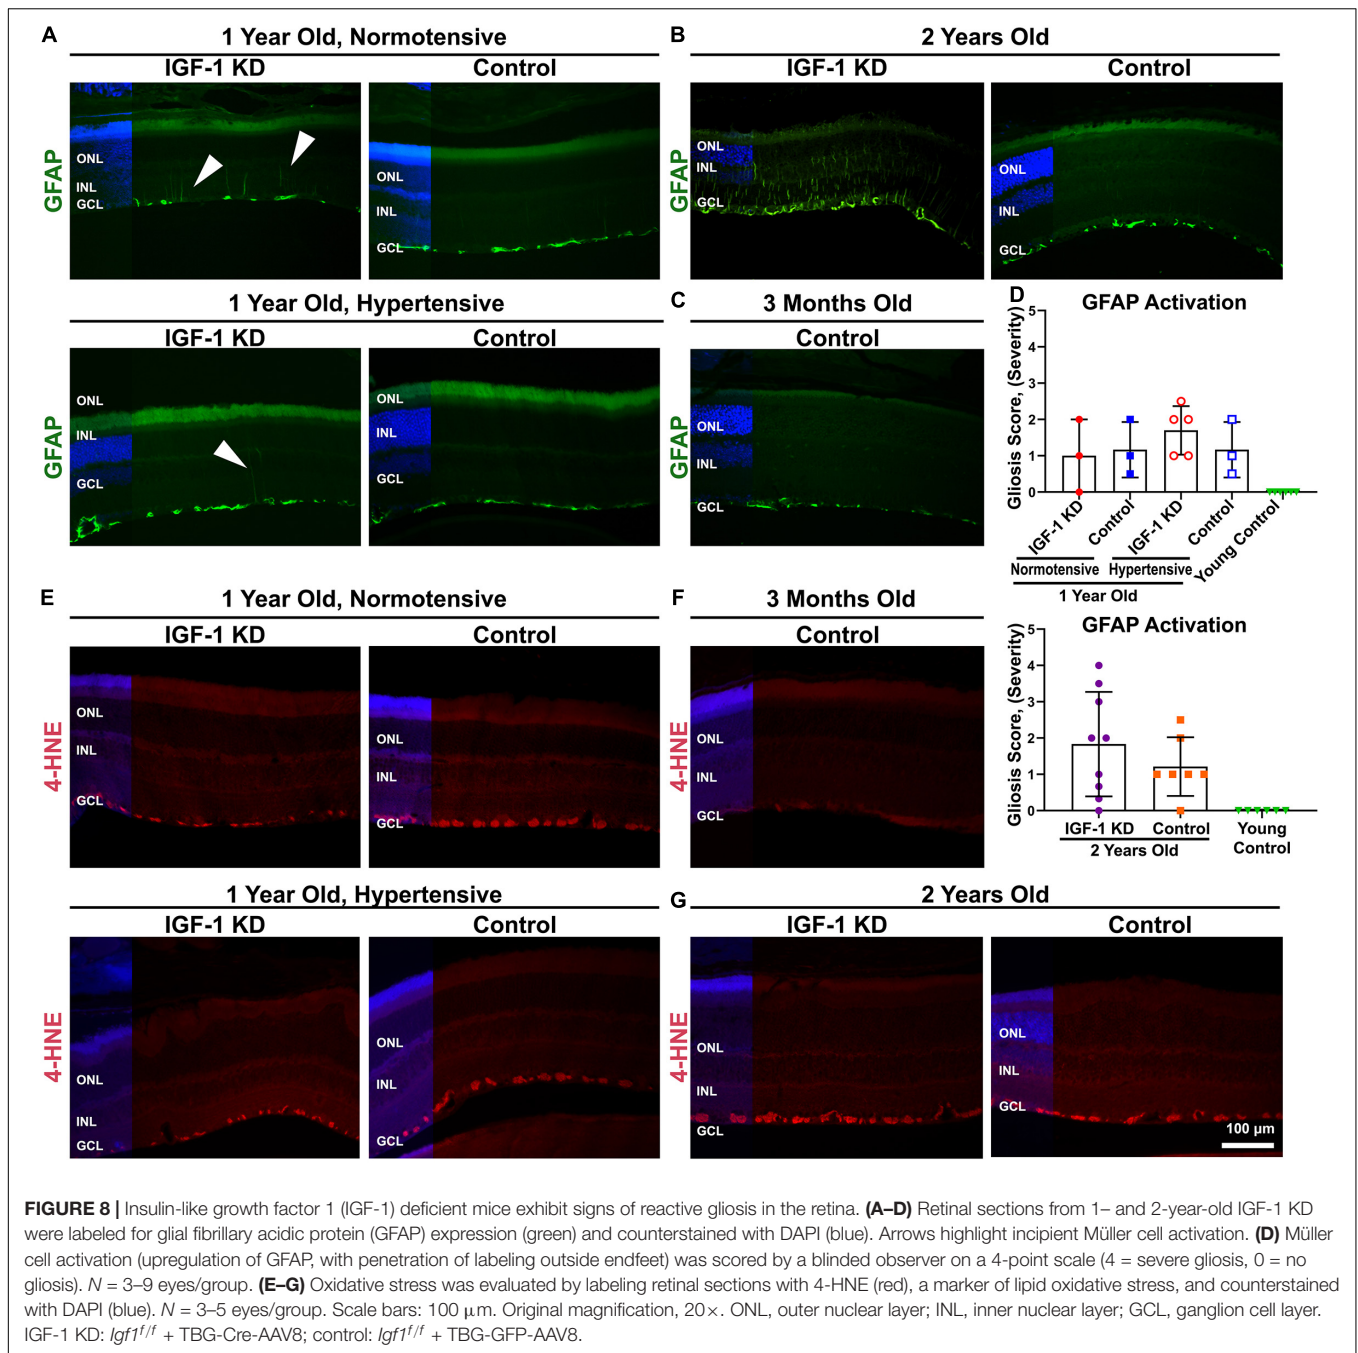 A
1 Year Old, Normotensive
IGF-1 KD
Control
GFAP
ONL
INL
GCL
ONL
INL
GCL
B
2 Years Old
IGF-1 KD
Control
GFAP
ONL
INL
GCL
ONL
INL
GCL
1 Year Old, Hypertensive
IGF-1 KD
Control
GFAP
ONL
INL
GCL
ONL
INL
GCL
C
3 Months Old
Control
GFAP
ONL
INL
GCL
D
GFAP Activation
Gliosis Score, (Severity)
5
4
3
2
1
0
IGF-1 KD
Control
IGF-1 KD
Control
Young Control
Normotensive
Hypertensive
1 Year Old
GFAP Activation
Gliosis Score, (Severity)
5
4
3
2
1
0
IGF-1 KD
Control
Young
Control
2 Years Old
E
1 Year Old, Normotensive
IGF-1 KD
Control
4-HNE
ONL
INL
GCL
ONL
INL
GCL
F
3 Months Old
Control
4-HNE
ONL
INL
GCL
1 Year Old, Hypertensive
IGF-1 KD
Control
4-HNE
ONL
INL
GCL
ONL
INL
GCL
G
2 Years Old
IGF-1 KD
Control
4-HNE
ONL
INL
GCL
ONL
INL
GCL
100 μm
FIGURE 8 | Insulin-like growth factor 1 (IGF-1) deficient mice exhibit signs of reactive gliosis in the retina. (A–D) Retinal sections from 1– and 2-year-old IGF-1 KD
were labeled for glial fibrillary acidic protein (GFAP) expression (green) and counterstained with DAPI (blue). Arrows highlight incipient Müller cell activation. (D) Müller
cell activation (upregulation of GFAP, with penetration of labeling outside endfeet) was scored by a blinded observer on a 4-point scale (4 = severe gliosis, 0 = no
gliosis). N = 3–9 eyes/group. (E–G) Oxidative stress was evaluated by labeling retinal sections with 4-HNE (red), a marker of lipid oxidative stress, and counterstained
with DAPI (blue). N = 3–5 eyes/group. Scale bars: 100 μm. Original magnification, 20×. ONL, outer nuclear layer; INL, inner nuclear layer; GCL, ganglion cell layer.
IGF-1 KD: Igf1f/f + TBG-Cre-AAV8; control: Igf1f/f + TBG-GFP-AAV8.